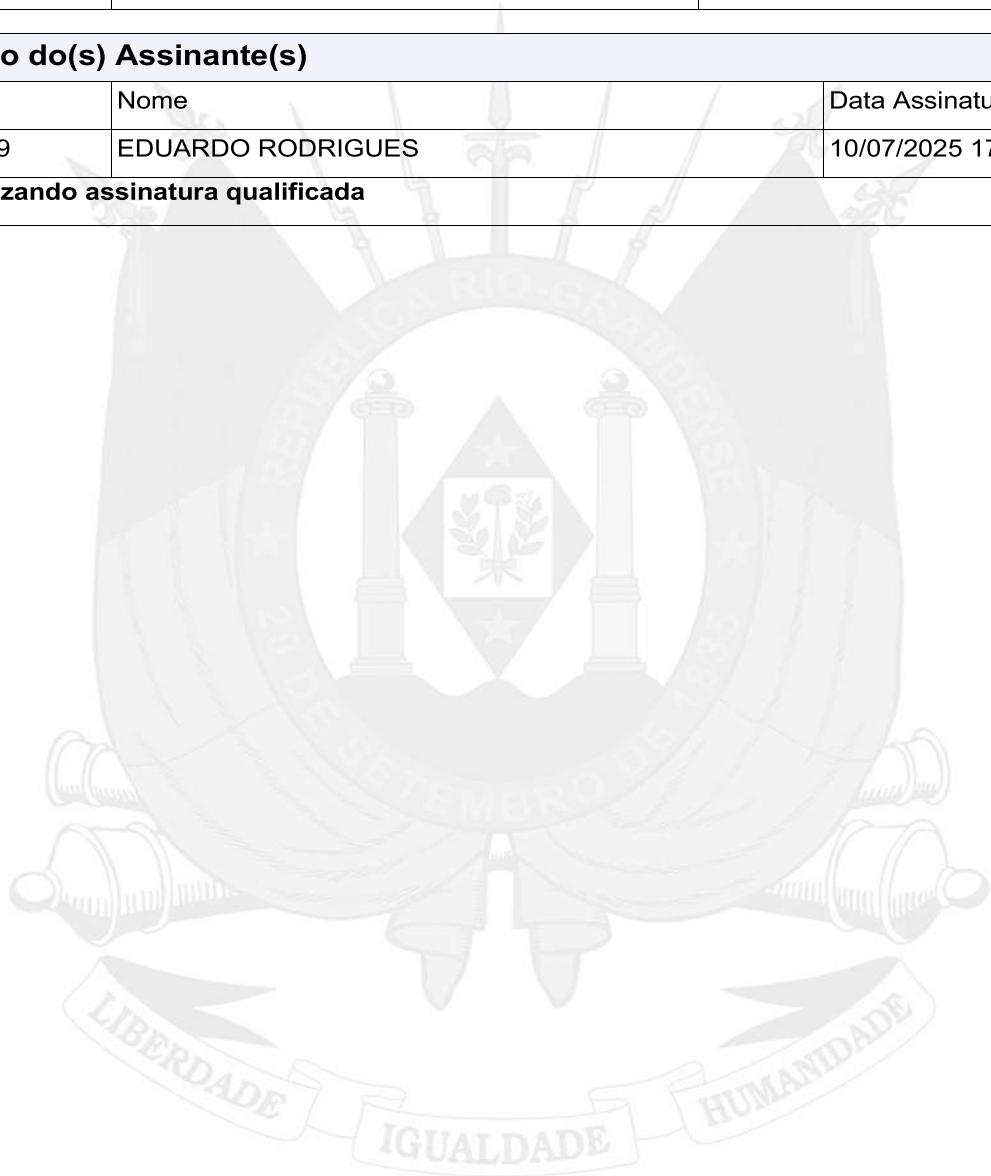 o do(s) Assinante(s)
Nome
Data Assinatu
9
EDUARDO RODRIGUES
10/07/2025 17
zando assinatura qualificada
REPÚBLICA RIO-GRANDENSE
20 DE SETEMBRO DE 1835
LIBERDADE
IGUALDADE
HUMANIDADE